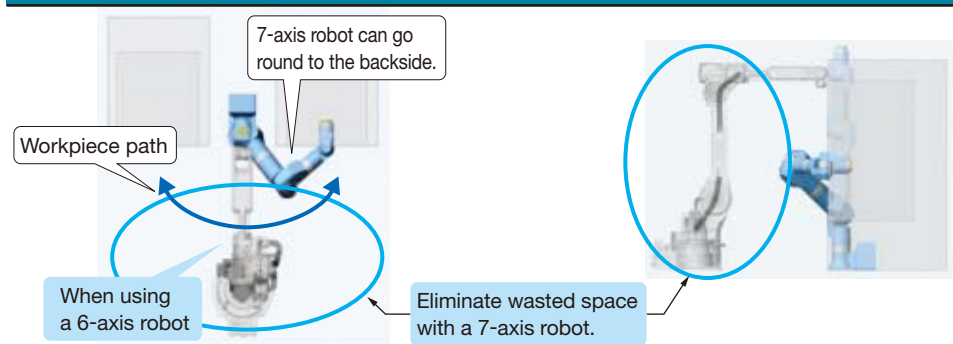 7-axis robot can go
round to the backside.
Workpiece path
When using
a 6-axis robot
Eliminate wasted space
with a 7-axis robot.